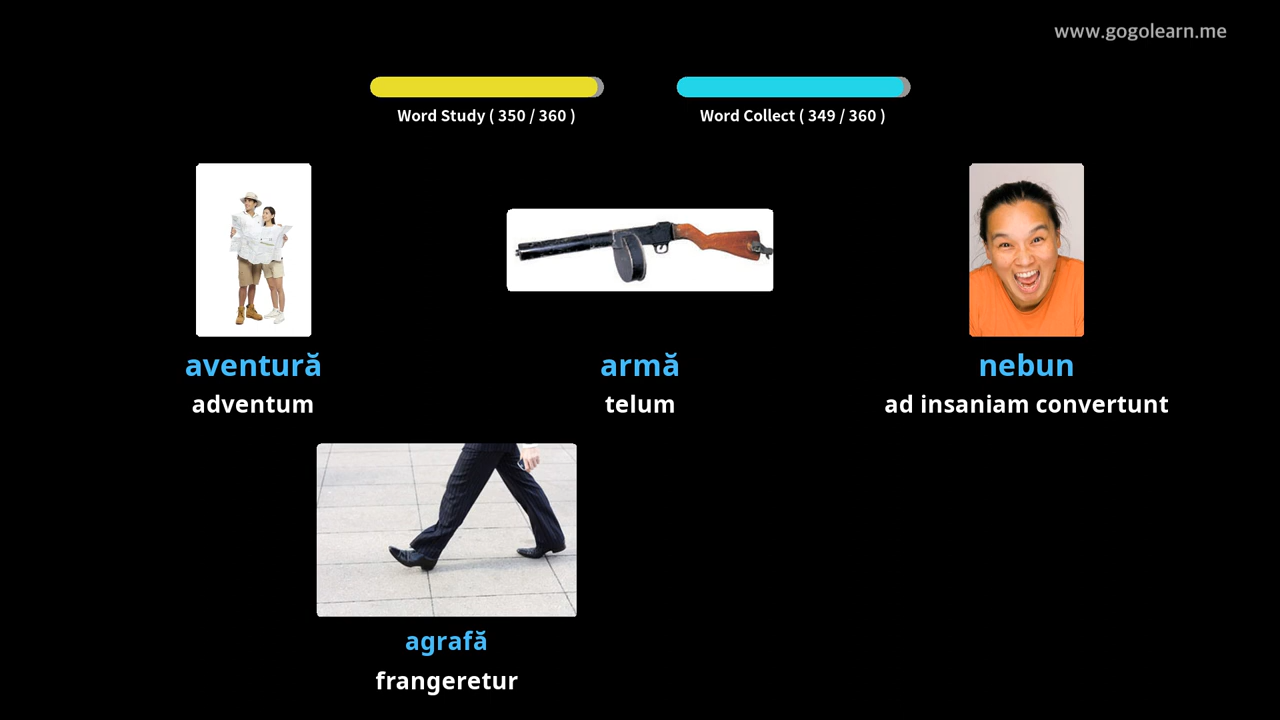 www.gogolearn.me
Word Study ( 350 / 360 )
Word Collect ( 349 / 360 )
aventură
adventum
armă
telum
nebun
ad insaniam convertunt
agrafă
frangeretur